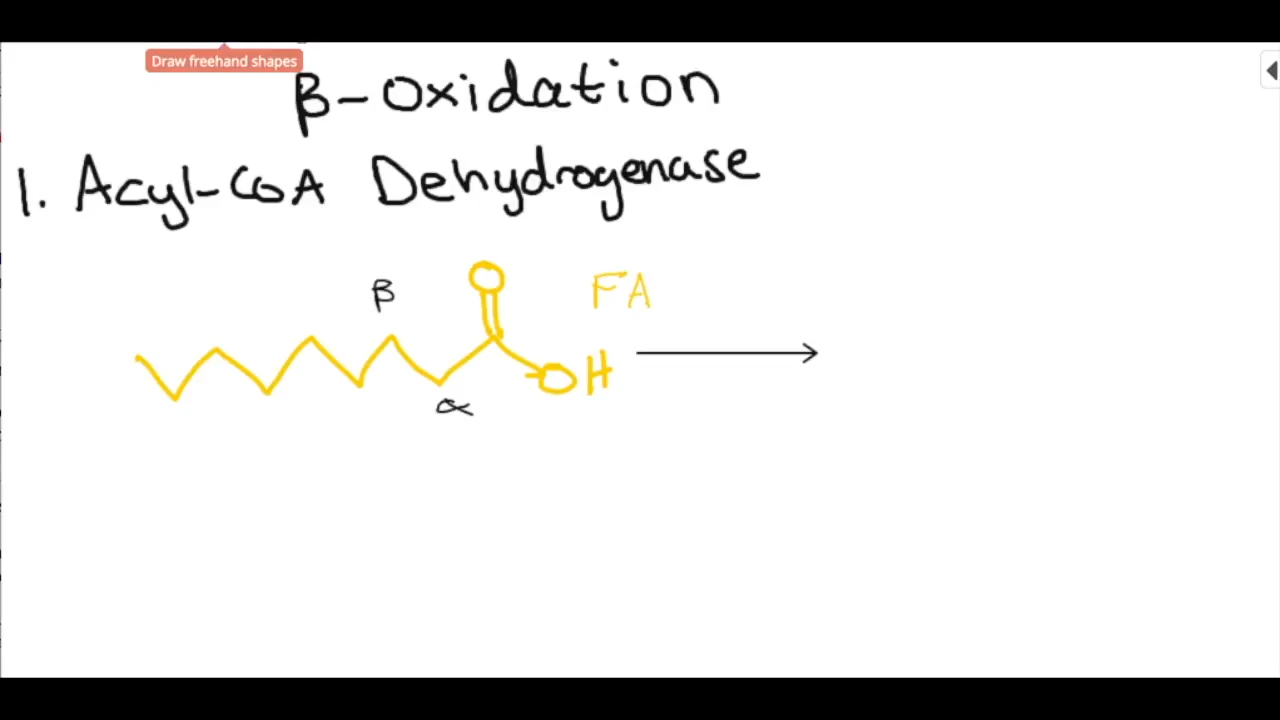 Draw freehand shapes
β-Oxidation
1. Acyl-CoA Dehydrogenase
β
O
FA
OH
α